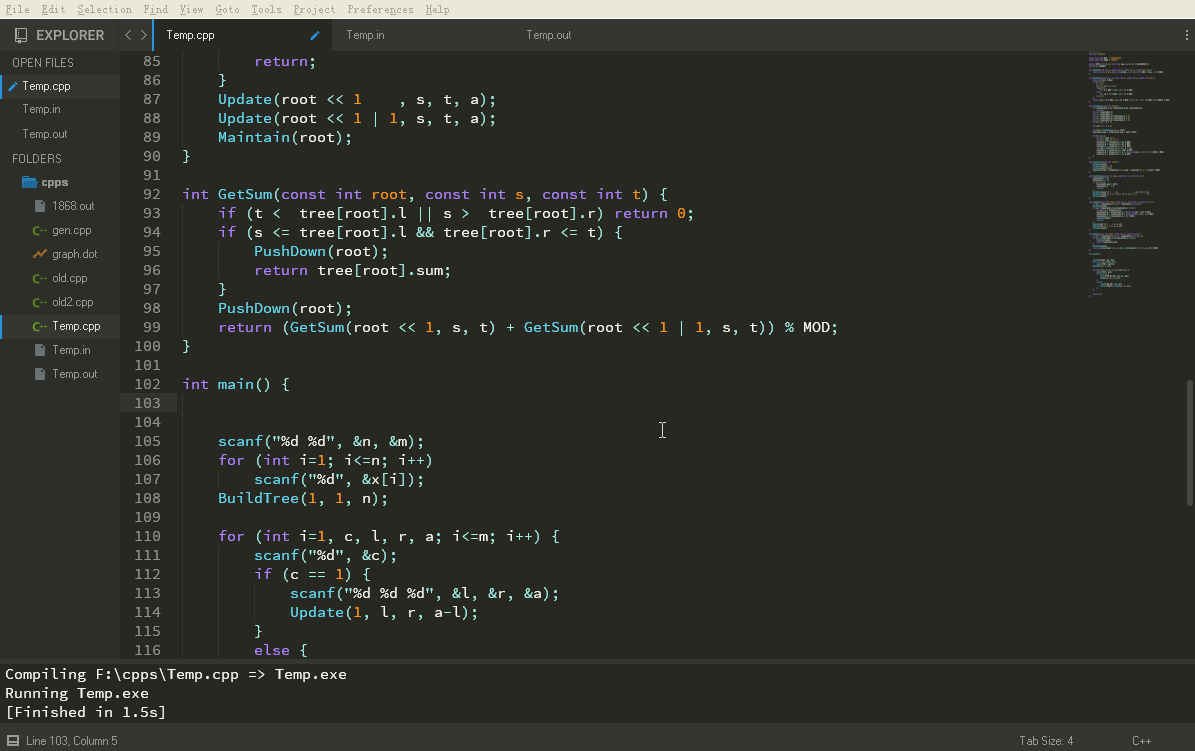 File Edit Selection Find View Goto Tools Project Preferences Help
EXPLORER
Temp.cpp
Temp.in
Temp.out
OPEN FILES
Temp.cpp
Temp.in
Temp.out
FOLDERS
cpps
1868.out
C++ gen.cpp
graph.dot
C++ old.cpp
C++ old2.cpp
C++ Temp.cpp
Temp.in
Temp.out
85 return;
86 }
87 Update(root << 1    , s, t, a);
88 Update(root << 1 | 1, s, t, a);
89 Maintain(root);
90 }
91
92 int GetSum(const int root, const int s, const int t) {
93 if (t <  tree[root].l || s >  tree[root].r) return 0;
94 if (s <= tree[root].l && tree[root].r <= t) {
95 PushDown(root);
96 return tree[root].sum;
97 }
98 PushDown(root);
99 return (GetSum(root << 1, s, t) + GetSum(root << 1 | 1, s, t)) % MOD;
100 }
101
102 int main() {
103
104
105 scanf("%d %d", &n, &m);
106 for (int i=1; i<=n; i++)
107 scanf("%d", &x[i]);
108 BuildTree(1, 1, n);
109
110 for (int i=1, c, l, r, a; i<=m; i++) {
111 scanf("%d", &c);
112 if (c == 1) {
113 scanf("%d %d %d", &l, &r, &a);
114 Update(1, l, r, a-l);
115 }
116 else {
Compiling F:\cpps\Temp.cpp => Temp.exe
Running Temp.exe
[Finished in 1.5s]
Line 103, Column 5
Tab Size: 4
C++